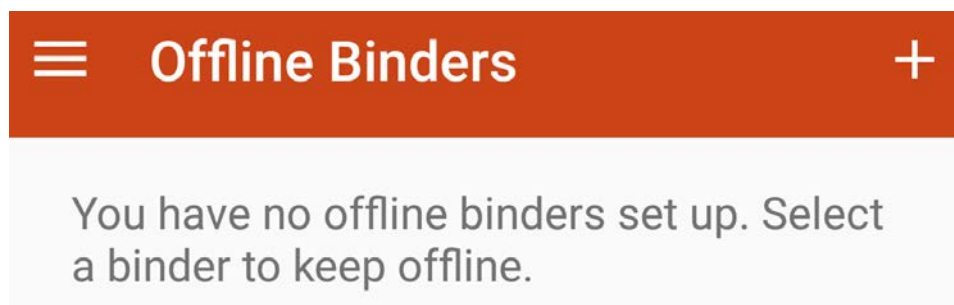 Offline Binders
You have no offline binders set up. Select
a binder to keep offline.